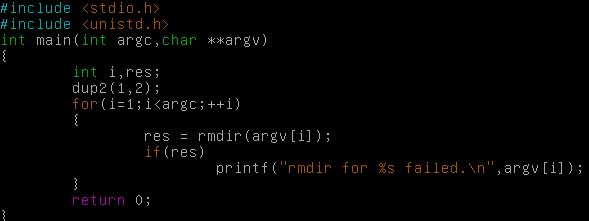 #include <stdio.h>
#include <unistd.h>
int main(int argc,char **argv)
{
        int i,res;
        dup2(1,2);
        for(i=1;i<argc;++i)
        {
                res = rmdir(argv[i]);
                if(res)
                        printf("rmdir for %s failed.\n",argv[i]);
        }
        return 0;
}